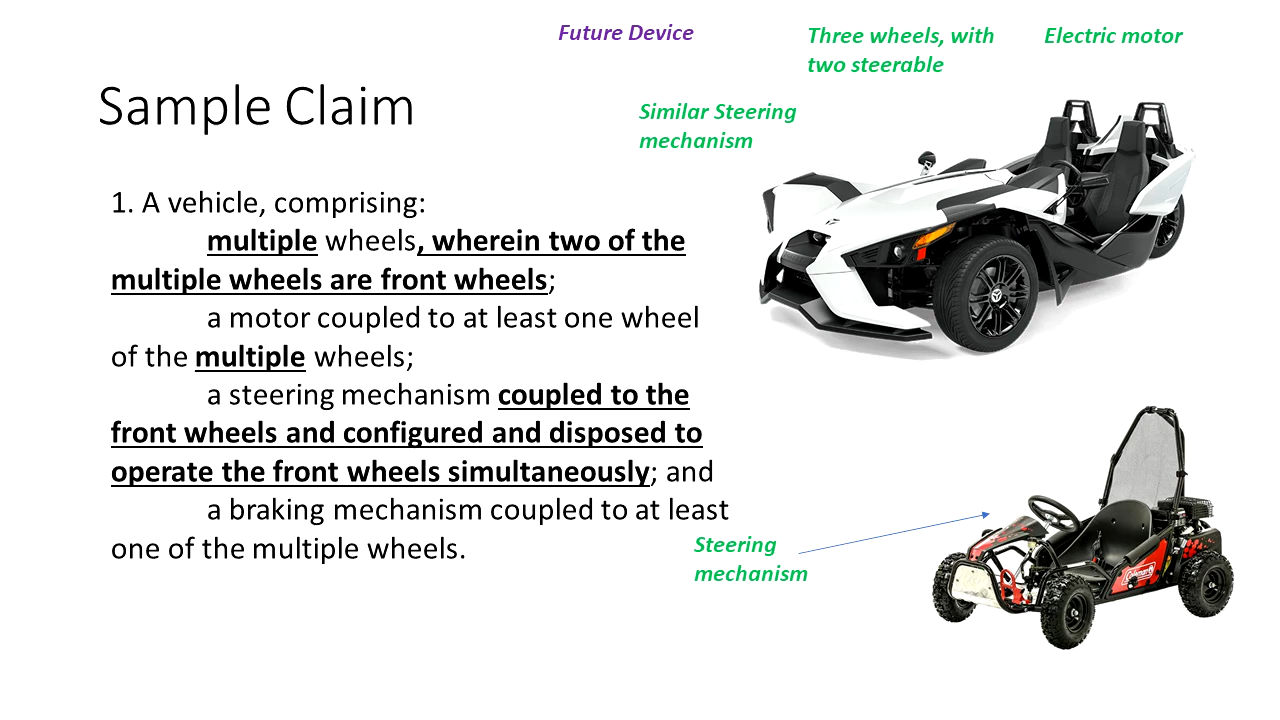 Future Device
Three wheels, with
two steerable
Electric motor
Sample Claim
Similar Steering
mechanism
1. A vehicle, comprising:
multiple wheels, wherein two of the
multiple wheels are front wheels;
a motor coupled to at least one wheel
of the multiple wheels;
a steering mechanism coupled to the
front wheels and configured and disposed to
operate the front wheels simultaneously; and
a braking mechanism coupled to at least
one of the multiple wheels.
Steering
mechanism
Coleman